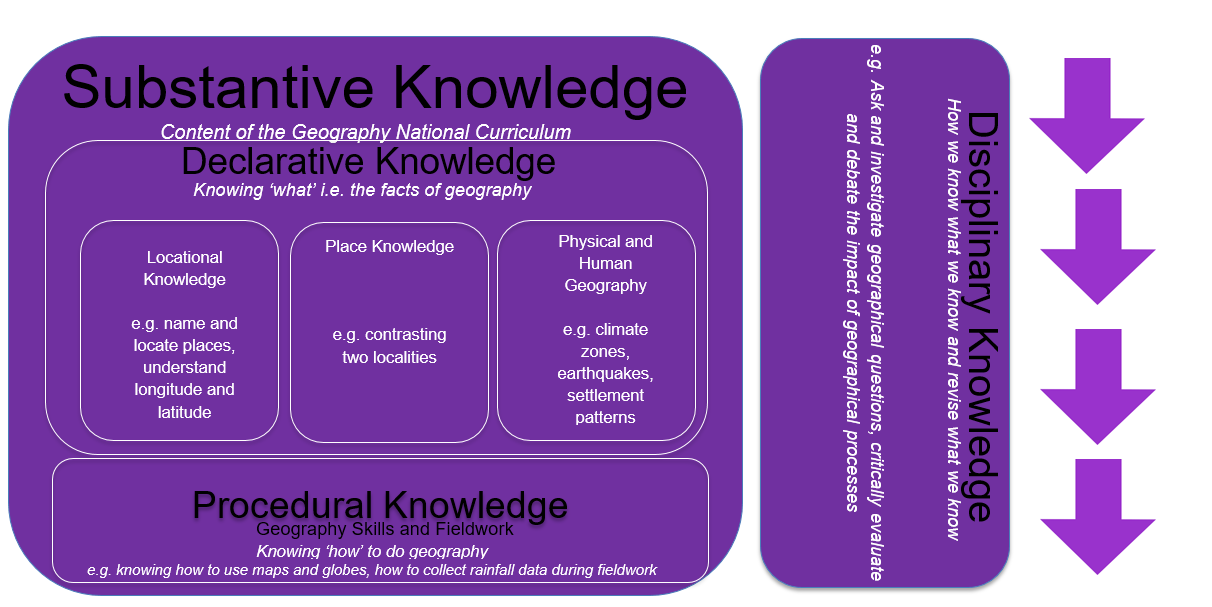 Substantive Knowledge
Content of the Geography National Curriculum
Declarative Knowledge
Knowing ‘what’ i.e. the facts of geography
Locational
Knowledge
e.g. name and
locate places,
understand
longitude and
latitude
Place Knowledge
e.g. contrasting
two localities
Physical and
Human
Geography
e.g. climate
zones,
earthquakes,
settlement
patterns
Procedural Knowledge
Geography Skills and Fieldwork
Knowing ‘how’ to do geography
e.g. knowing how to use maps and globes, how to collect rainfall data during fieldwork
Disciplinary Knowledge
How we know what we know and revise what we know
e.g. Ask and investigate geographical questions, critically evaluate
and debate the impact of geographical processes